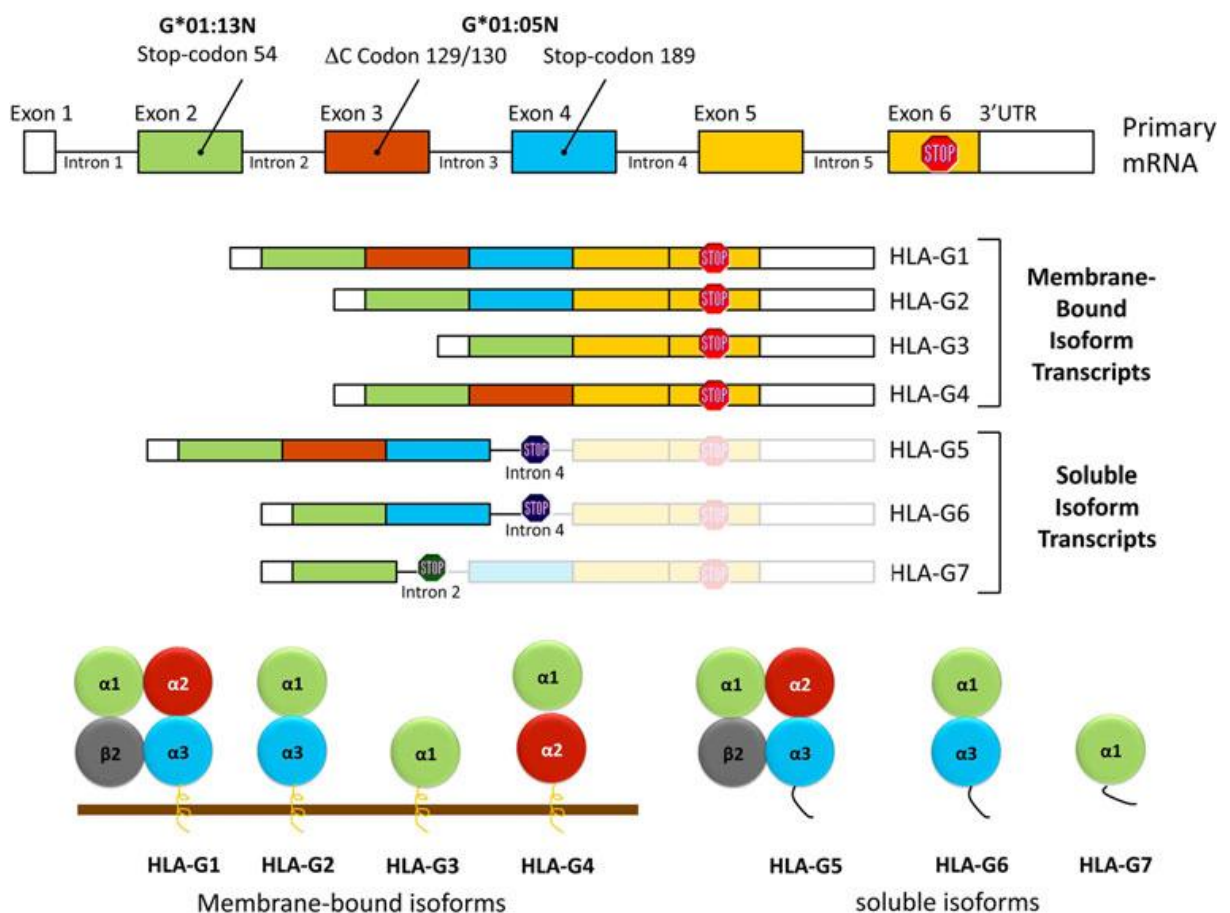 G*01:13N
G*01:05N
Stop-codon 54
ΔC Codon 129/130
Stop-codon 189
Exon 1
Exon 2
Exon 3
Exon 4
Exon 5
Exon 6
3’UTR
Intron 1
Intron 2
Intron 3
Intron 4
Intron 5
STOP
Primary
mRNA
STOP
HLA-G1
STOP
HLA-G2
STOP
HLA-G3
STOP
HLA-G4
Membrane-
Bound
Isoform
Transcripts
STOP
Intron 4
STOP
HLA-G5
STOP
Intron 4
STOP
HLA-G6
STOP
Intron 2
STOP
HLA-G7
Soluble
Isoform
Transcripts
α1
α2
β2
α3
HLA-G1
α1
α3
HLA-G2
α1
HLA-G3
α1
α2
HLA-G4
Membrane-bound isoforms
α1
α2
β2
α3
HLA-G5
α1
α3
HLA-G6
α1
HLA-G7
soluble isoforms